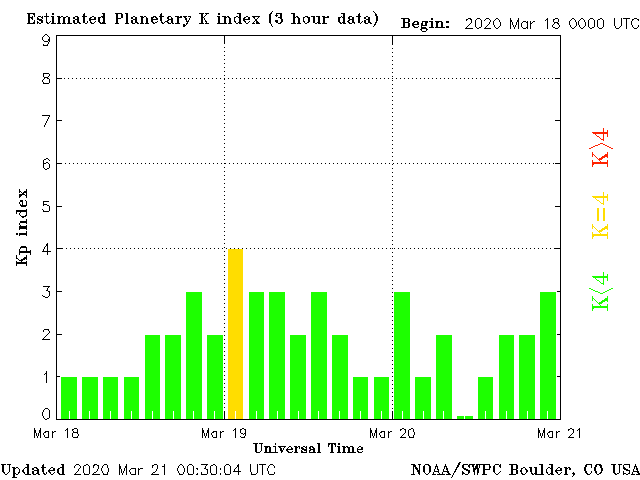 Estimated Planetary K index (3 hour data) Begin: 2020 Mar 18 0000 UTC
9
8
7
6
5
4
3
2
1
0
Kp index
K>4
K=4
K<4
Mar 18 Mar 19 Mar 20 Mar 21
Universal Time
Updated 2020 Mar 21 00:30:04 UTC NOAA/SWPC Boulder, CO USA